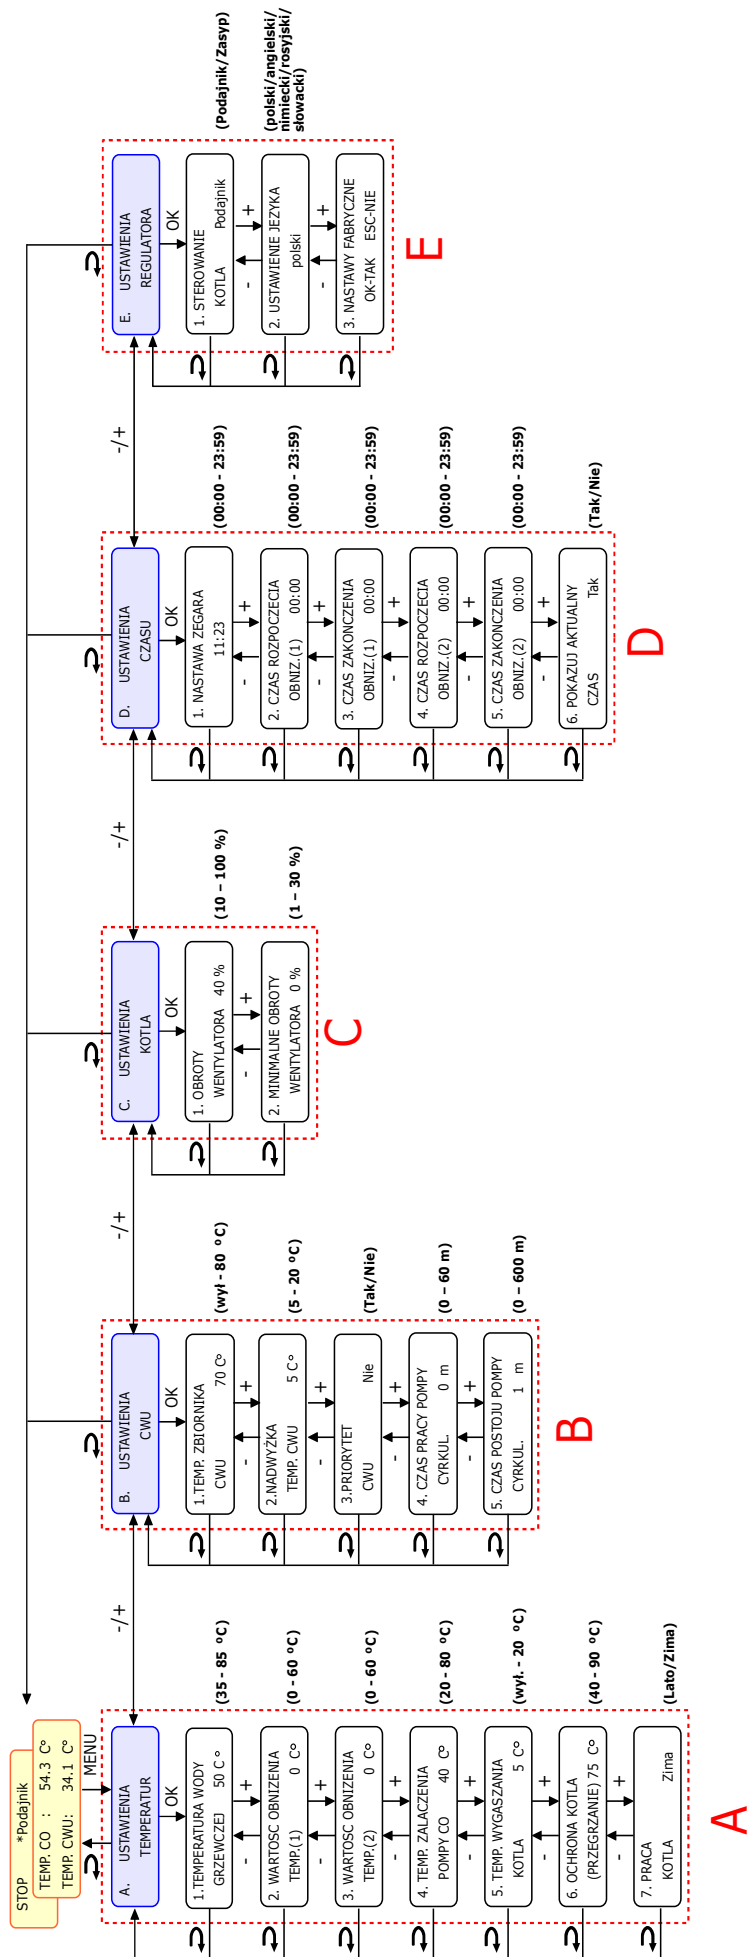 STOP *Podajnik
TEMP. CO : 54.3 C°
TEMP. CWU: 34.1 C°
MENU
A. USTAWIENIA
TEMPERATUR
OK
1.TEMPERATURA WODY
GRZEWCZEJ 50 C°
(35 - 85 °C)
- +
2. WARTOSC OBNIZENIA
TEMP.(1) 0 C°
(0 - 60 °C)
- +
3. WARTOSC OBNIZENIA
TEMP.(2) 0 C°
(0 - 60 °C)
- +
4. TEMP. ZALACZENIA
POMPY CO 40 C°
(20 - 80 °C)
- +
5. TEMP. WYGASZANIA
KOTLA 5 C°
(wył. - 20 °C)
- +
6. OCHRONA KOTLA
(PRZEGRZANIE) 75 C°
(40 - 90 °C)
- +
7. PRACA
KOTLA Zima
(Lato/Zima)
A
-/+
B. USTAWIENIA
CWU
OK
1.TEMP. ZBIORNIKA
CWU 70 C°
(wył - 80 °C)
- +
2.NADWYŻKA
TEMP. CWU 5 C°
(5 - 20 °C)
- +
3.PRIORYTET
CWU Nie
(Tak/Nie)
- +
4. CZAS PRACY POMPY
CYRKUL. 0 m
(0 – 60 m)
- +
5. CZAS POSTOJU POMPY
CYRKUL. 1 m
(0 – 600 m)
B
-/+
C. USTAWIENIA
KOTLA
OK
1. OBROTY
WENTYLATORA 40 %
(10 – 100 %)
- +
2. MINIMALNE OBROTY
WENTYLATORA 0 %
(1 – 30 %)
C
-/+
D. USTAWIENIA
CZASU
OK
1. NASTAWA ZEGARA
11:23
(00:00 - 23:59)
- +
2. CZAS ROZPOCZECIA
OBNIZ.(1) 00:00
(00:00 - 23:59)
- +
3. CZAS ZAKONCZENIA
OBNIZ.(1) 00:00
(00:00 - 23:59)
- +
4. CZAS ROZPOCZECIA
OBNIZ.(2) 00:00
(00:00 - 23:59)
- +
5. CZAS ZAKONCZENIA
OBNIZ.(2) 00:00
(00:00 - 23:59)
- +
6. POKAZUJ AKTUALNY
CZAS Tak
(Tak/Nie)
D
-/+
E. USTAWIENIA
REGULATORA
OK
1. STEROWANIE
KOTLA Podajnik
(Podajnik/Zasyp)
- +
2. USTAWIENIE JEZYKA
polski
(polski/angielski/
nimiecki/rosyjski/
słowacki)
- +
3. NASTAWY FABRYCZNE
OK-TAK ESC-NIE
E